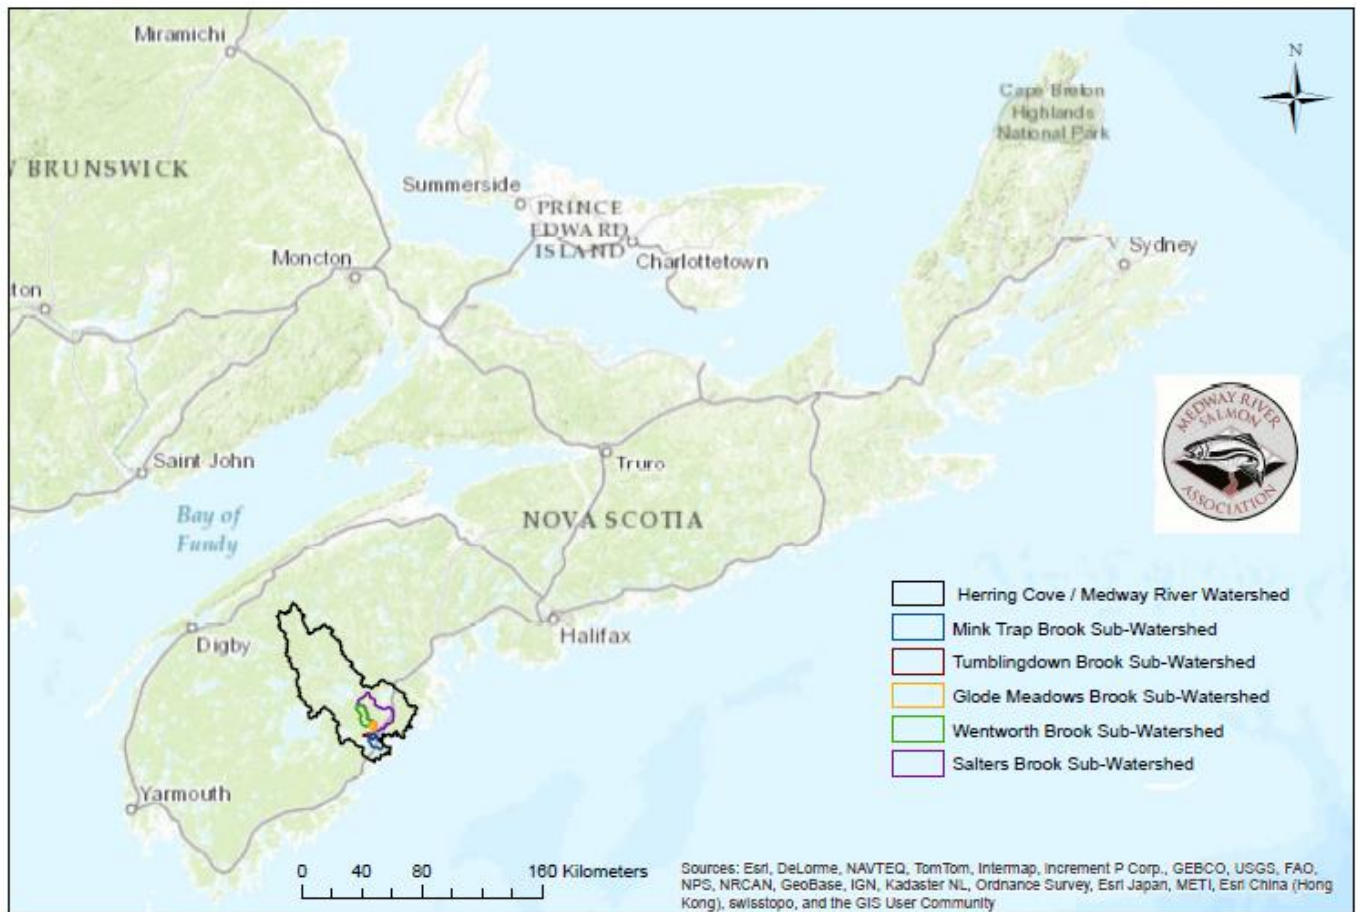 Miramichi
N
Cape Breton
Highlands
National Park
BRUNSWICK
Summerside
PRINCE
EDWARD
ISLAND
Charlottetown
Sydney
Moncton
ton
MEDWAY RIVER
SALMON
ASSOCIATION
Saint John
Truro
Bay of
Fundy
NOVA SCOTIA
Herring Cove / Medway River Watershed
Mink Trap Brook Sub-Watershed
Halifax
Digby
Tumblingdown Brook Sub-Watershed
Glode Meadows Brook Sub-Watershed
Wentworth Brook Sub-Watershed
Salters Brook Sub-Watershed
Yarmouth
0 40 80 160 Kilometers
Sources: Esri, DeLorme, NAVTEQ, TomTom, Intermap, Increment P Corp., GEBCO, USGS, FAO,
NPS, NRCAN, GeoBase, IGN, Kadaster NL, Ordnance Survey, Esri Japan, METI, Esri China (Hong
Kong), swisstopo, and the GIS User Community